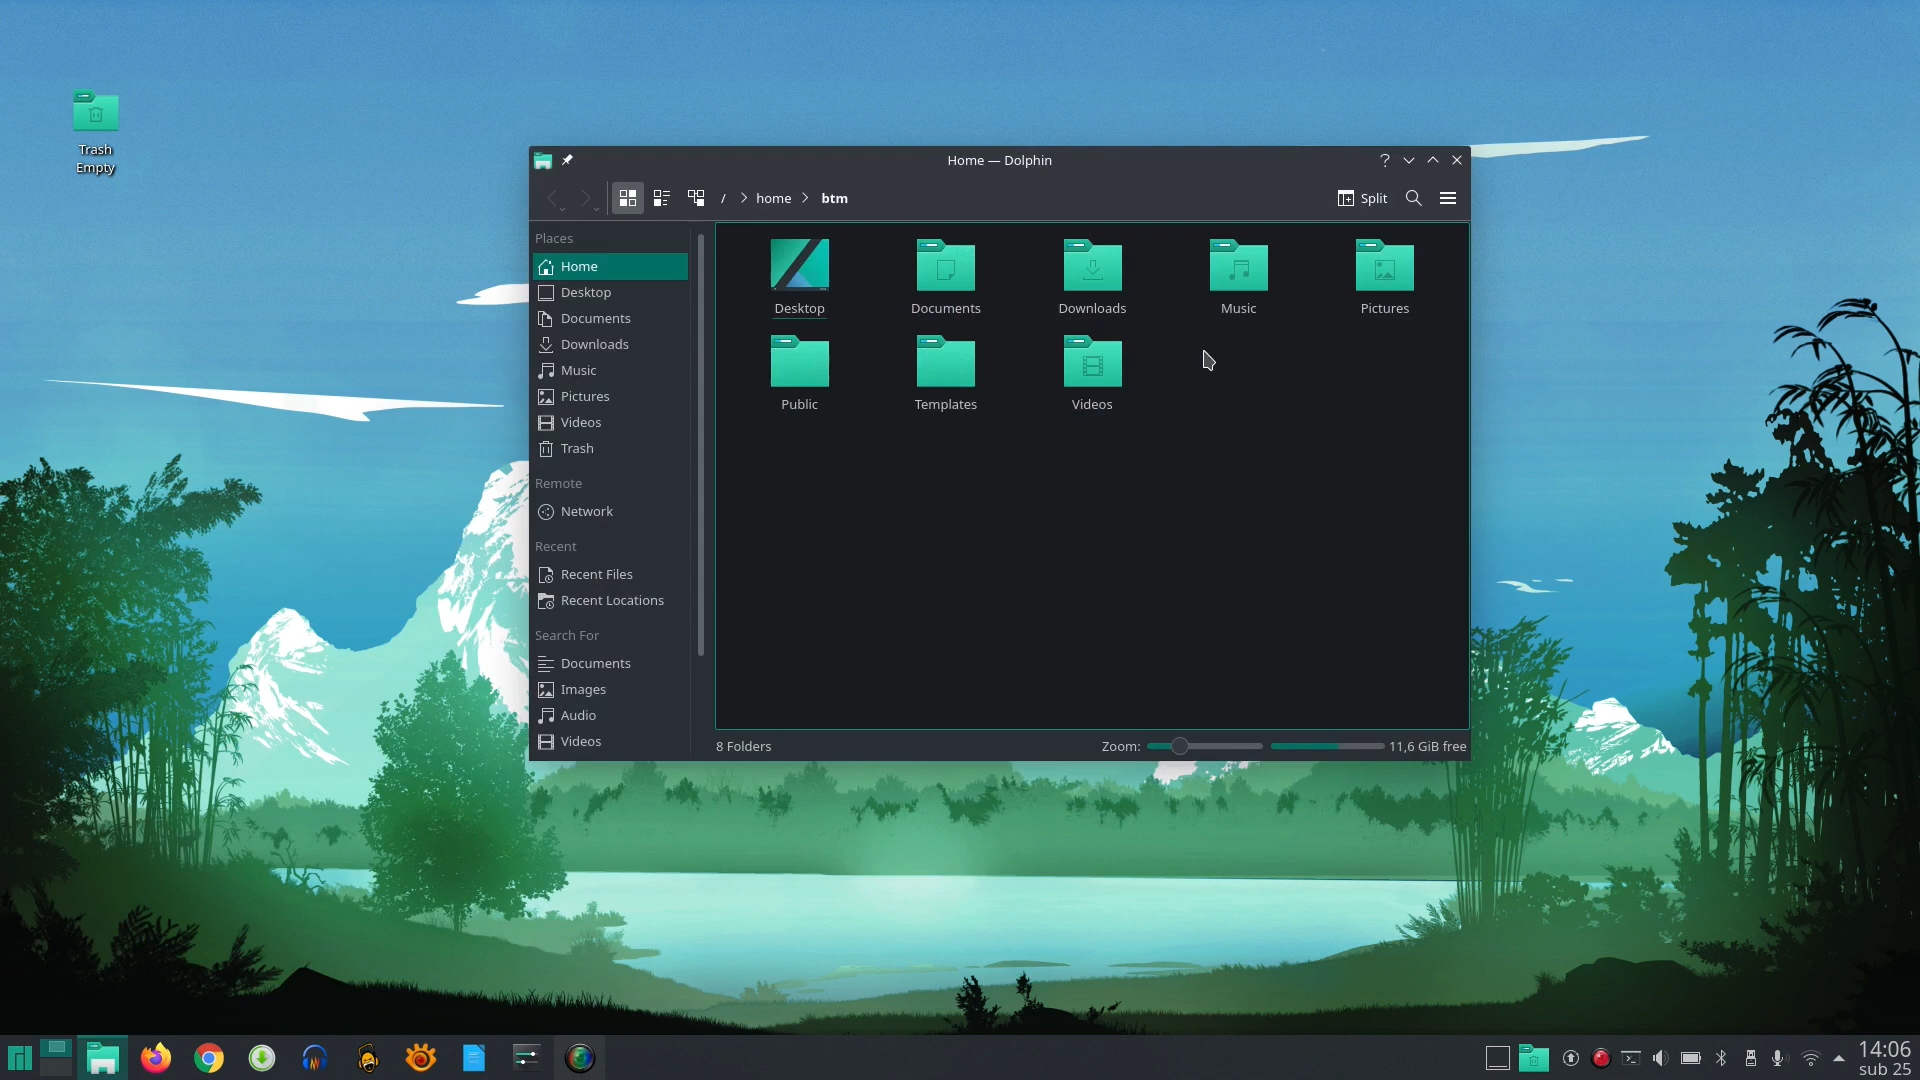 Trash
Empty
Home — Dolphin
/ > home > btm
Split
Places
Home
Desktop
Documents
Downloads
Music
Pictures
Videos
Trash
Remote
Network
Recent
Recent Files
Recent Locations
Search For
Documents
Images
Audio
Videos
Desktop
Documents
Downloads
Music
Pictures
Public
Templates
Videos
8 Folders
Zoom:
11,6 GiB free
14:06
sub 25